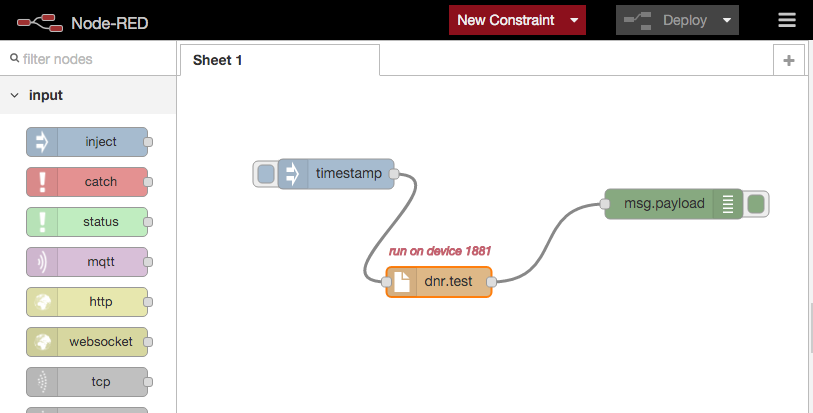 Node-RED
New Constraint
Deploy
filter nodes
Sheet 1
+
input
inject
catch
status
mqtt
http
websocket
tcp
timestamp
msg.payload
run on device 1881
dnr.test